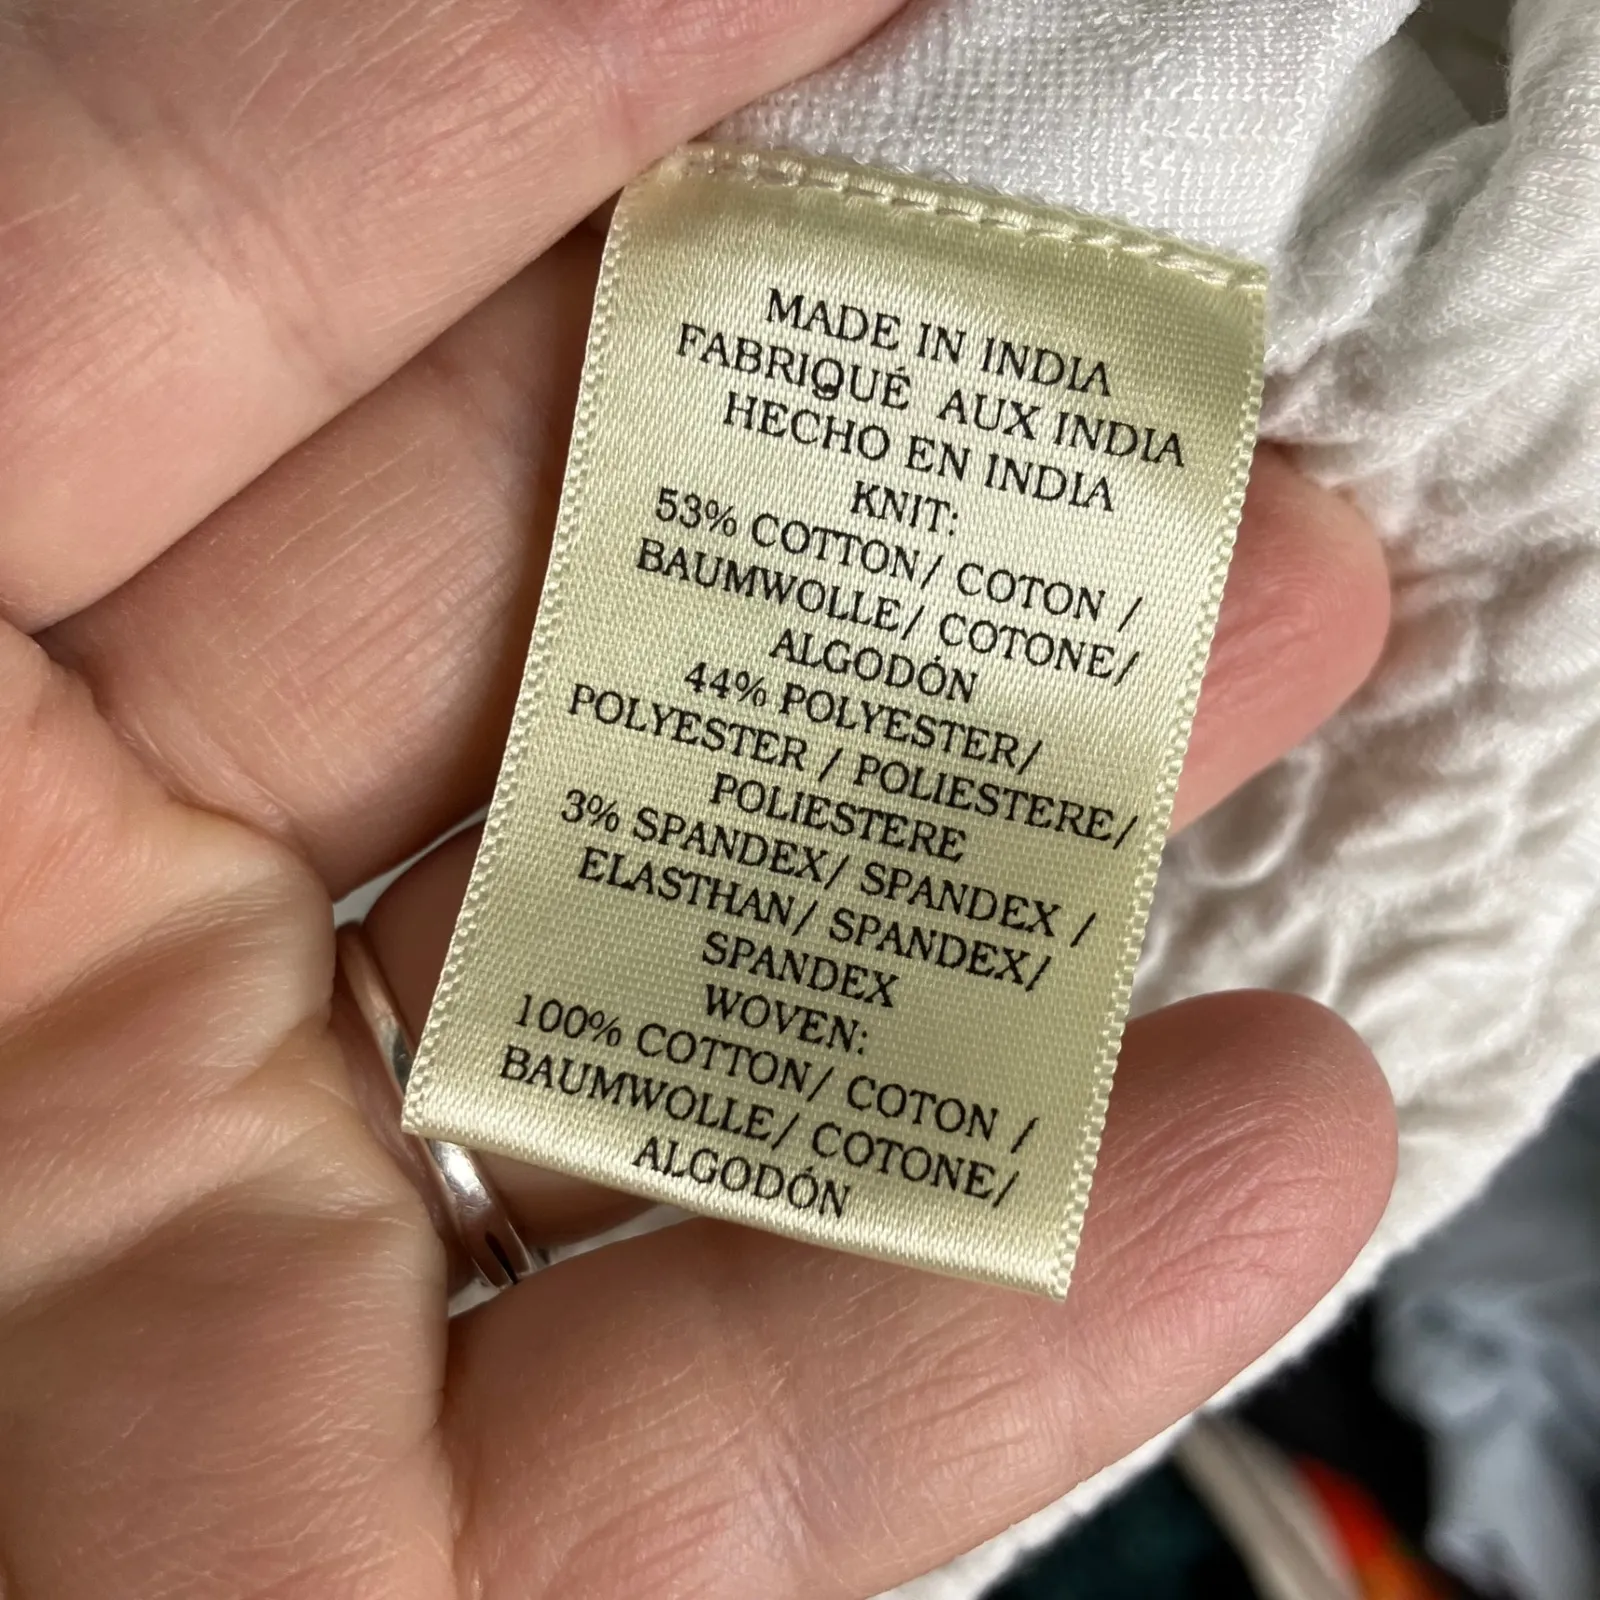 MADE IN INDIA
FABRIQUÉ AUX INDIA
HECHO EN INDIA
KNIT:
53% COTTON/ COTON /
BAUMWOLLE/ COTONE/
ALGODÓN
44% POLYESTER/
POLYESTER / POLIESTERE/
POLIESTERE
3% SPANDEX/ SPANDEX /
ELASTHAN/ SPANDEX/
SPANDEX
WOVEN:
100% COTTON/ COTON /
BAUMWOLLE/ COTONE/
ALGODÓN